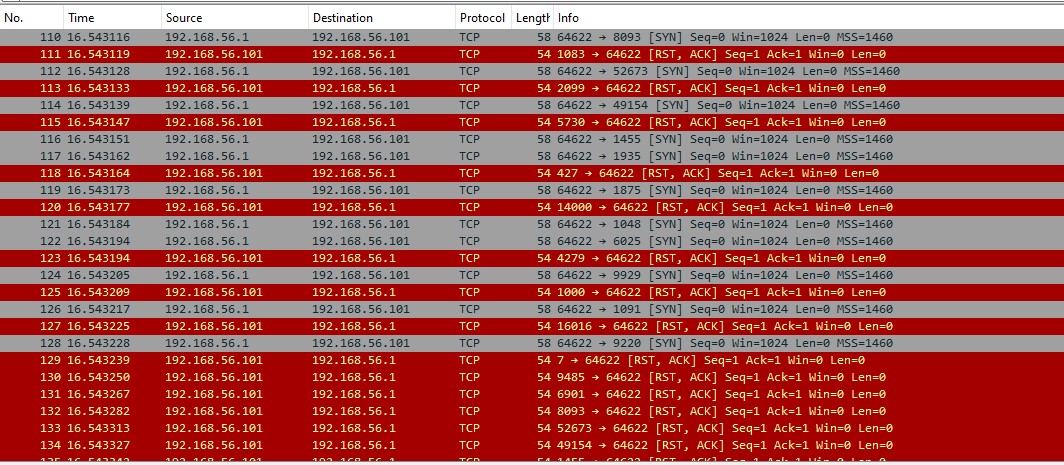 No. Time Source Destination Protocol Length Info
110 16.543116 192.168.56.1 192.168.56.101 TCP 58 64622 → 8093 [SYN] Seq=0 Win=1024 Len=0 MSS=1460
111 16.543119 192.168.56.101 192.168.56.1 TCP 54 1083 → 64622 [RST, ACK] Seq=1 Ack=1 Win=0 Len=0
112 16.543128 192.168.56.1 192.168.56.101 TCP 58 64622 → 52673 [SYN] Seq=0 Win=1024 Len=0 MSS=1460
113 16.543133 192.168.56.101 192.168.56.1 TCP 54 2099 → 64622 [RST, ACK] Seq=1 Ack=1 Win=0 Len=0
114 16.543139 192.168.56.1 192.168.56.101 TCP 58 64622 → 49154 [SYN] Seq=0 Win=1024 Len=0 MSS=1460
115 16.543147 192.168.56.101 192.168.56.1 TCP 54 5730 → 64622 [RST, ACK] Seq=1 Ack=1 Win=0 Len=0
116 16.543151 192.168.56.1 192.168.56.101 TCP 58 64622 → 1455 [SYN] Seq=0 Win=1024 Len=0 MSS=1460
117 16.543162 192.168.56.1 192.168.56.101 TCP 58 64622 → 1935 [SYN] Seq=0 Win=1024 Len=0 MSS=1460
118 16.543164 192.168.56.101 192.168.56.1 TCP 54 427 → 64622 [RST, ACK] Seq=1 Ack=1 Win=0 Len=0
119 16.543173 192.168.56.1 192.168.56.101 TCP 58 64622 → 1875 [SYN] Seq=0 Win=1024 Len=0 MSS=1460
120 16.543177 192.168.56.101 192.168.56.1 TCP 54 14000 → 64622 [RST, ACK] Seq=1 Ack=1 Win=0 Len=0
121 16.543184 192.168.56.1 192.168.56.101 TCP 58 64622 → 1048 [SYN] Seq=0 Win=1024 Len=0 MSS=1460
122 16.543194 192.168.56.1 192.168.56.101 TCP 58 64622 → 6025 [SYN] Seq=0 Win=1024 Len=0 MSS=1460
123 16.543194 192.168.56.101 192.168.56.1 TCP 54 4279 → 64622 [RST, ACK] Seq=1 Ack=1 Win=0 Len=0
124 16.543205 192.168.56.1 192.168.56.101 TCP 58 64622 → 9929 [SYN] Seq=0 Win=1024 Len=0 MSS=1460
125 16.543209 192.168.56.101 192.168.56.1 TCP 54 1000 → 64622 [RST, ACK] Seq=1 Ack=1 Win=0 Len=0
126 16.543217 192.168.56.1 192.168.56.101 TCP 58 64622 → 1091 [SYN] Seq=0 Win=1024 Len=0 MSS=1460
127 16.543225 192.168.56.101 192.168.56.1 TCP 54 16016 → 64622 [RST, ACK] Seq=1 Ack=1 Win=0 Len=0
128 16.543228 192.168.56.1 192.168.56.101 TCP 58 64622 → 9220 [SYN] Seq=0 Win=1024 Len=0 MSS=1460
129 16.543239 192.168.56.101 192.168.56.1 TCP 54 7 → 64622 [RST, ACK] Seq=1 Ack=1 Win=0 Len=0
130 16.543250 192.168.56.101 192.168.56.1 TCP 54 9485 → 64622 [RST, ACK] Seq=1 Ack=1 Win=0 Len=0
131 16.543267 192.168.56.101 192.168.56.1 TCP 54 6901 → 64622 [RST, ACK] Seq=1 Ack=1 Win=0 Len=0
132 16.543282 192.168.56.101 192.168.56.1 TCP 54 8093 → 64622 [RST, ACK] Seq=1 Ack=1 Win=0 Len=0
133 16.543313 192.168.56.101 192.168.56.1 TCP 54 52673 → 64622 [RST, ACK] Seq=1 Ack=1 Win=0 Len=0
134 16.543327 192.168.56.101 192.168.56.1 TCP 54 49154 → 64622 [RST, ACK] Seq=1 Ack=1 Win=0 Len=0